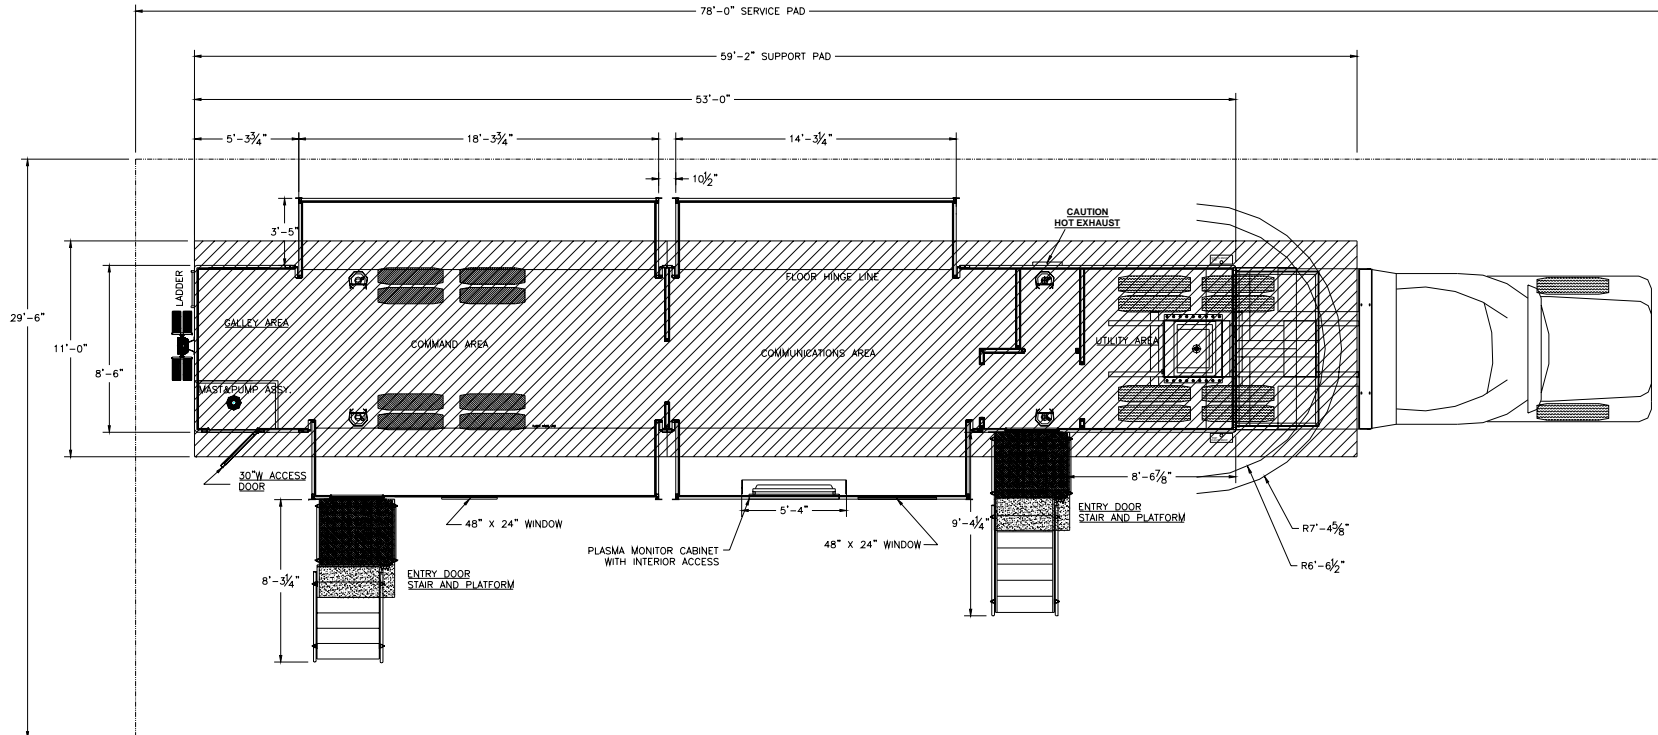 78'-0" SERVICE PAD
59'-2" SUPPORT PAD
53'-0"
5'-3¾"
18'-3¾"
14'-3¼"
10½"
3'-5"
CAUTION
HOT EXHAUST
29'-6"
11'-0"
8'-6"
LADDER
FLOOR HINGE LINE
GALLEY AREA
COMMAND AREA
COMMUNICATIONS AREA
UTILITY AREA
MAST&PUMP ASSY.
30"W ACCESS
DOOR
8'-6⅞"
5'-4"
48" X 24" WINDOW
9'-4¼"
ENTRY DOOR
STAIR AND PLATFORM
R7'-4⅝"
PLASMA MONITOR CABINET
WITH INTERIOR ACCESS
48" X 24" WINDOW
R6'-6½"
8'-3¼"
ENTRY DOOR
STAIR AND PLATFORM